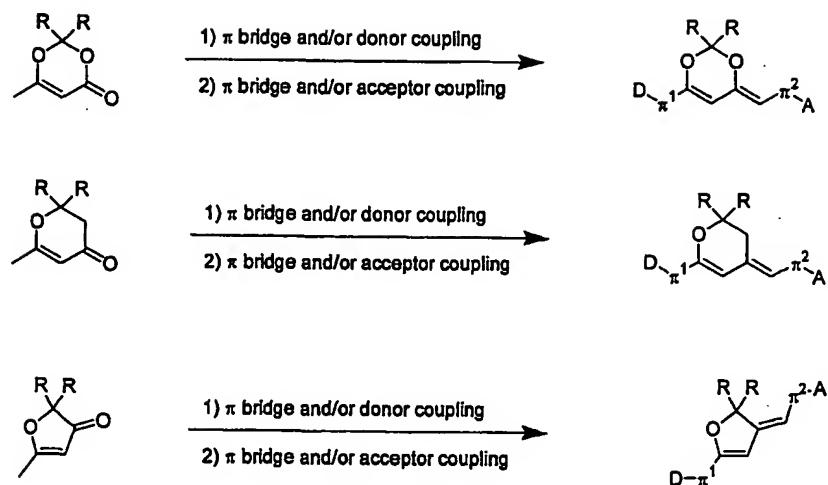 R R
O O
O
1) π bridge and/or donor coupling
2) π bridge and/or acceptor coupling
R R
O O
D π¹ π² A
R R
O
O
1) π bridge and/or donor coupling
2) π bridge and/or acceptor coupling
R R
O
D π¹ π² A
R R
O O
1) π bridge and/or donor coupling
2) π bridge and/or acceptor coupling
R R π²-A
O
D-π¹